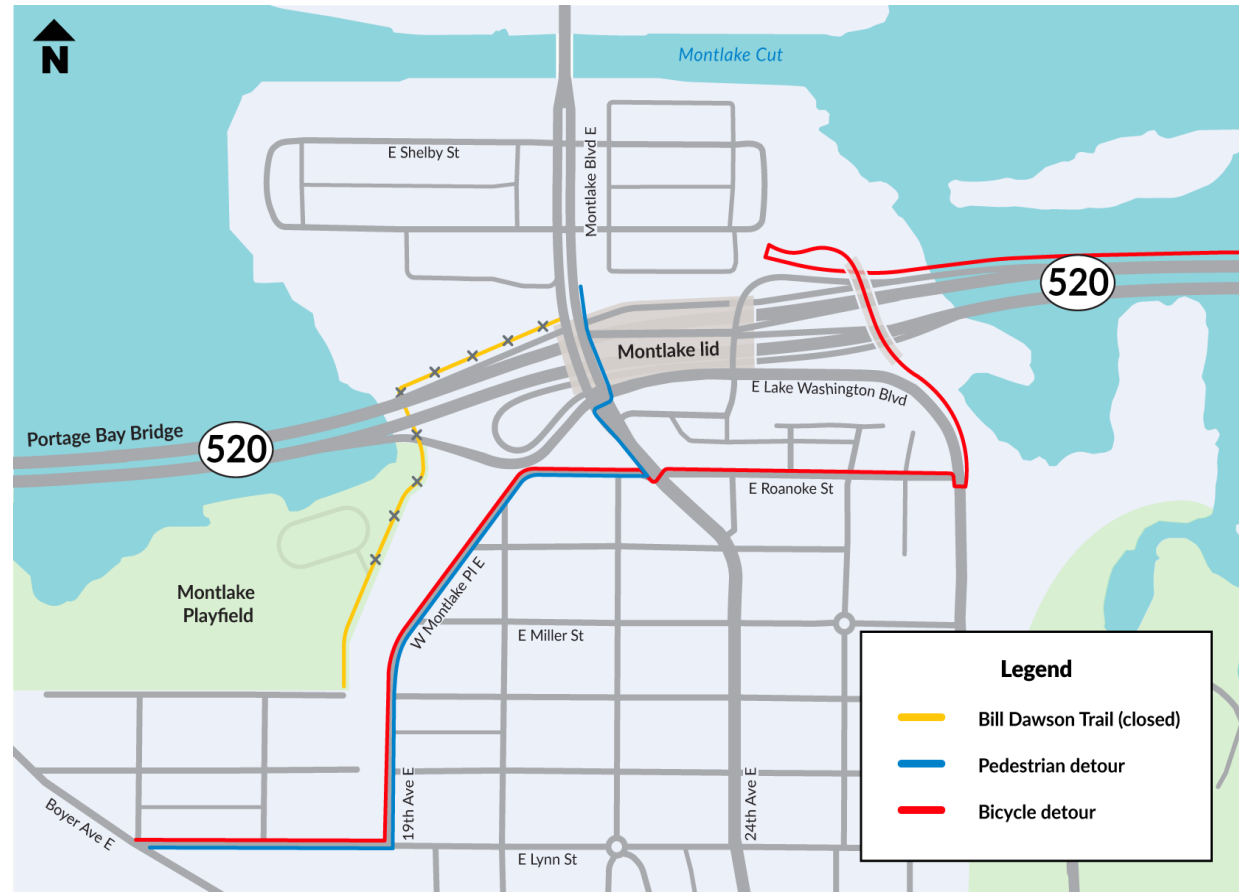 N
Montlake Cut
E Shelby St
Montlake Blvd E
520
Montlake lid
E Lake Washington
Blvd
Portage Bay Bridge
520
E Roanoke St
Montlake
Playfield
W Montlake Pl E
E Miller St
Legend
Bill Dawson Trail (closed)
Pedestrian detour
Bicycle detour
19th Ave E
24th Ave E
Boyer Ave E
E Lynn St